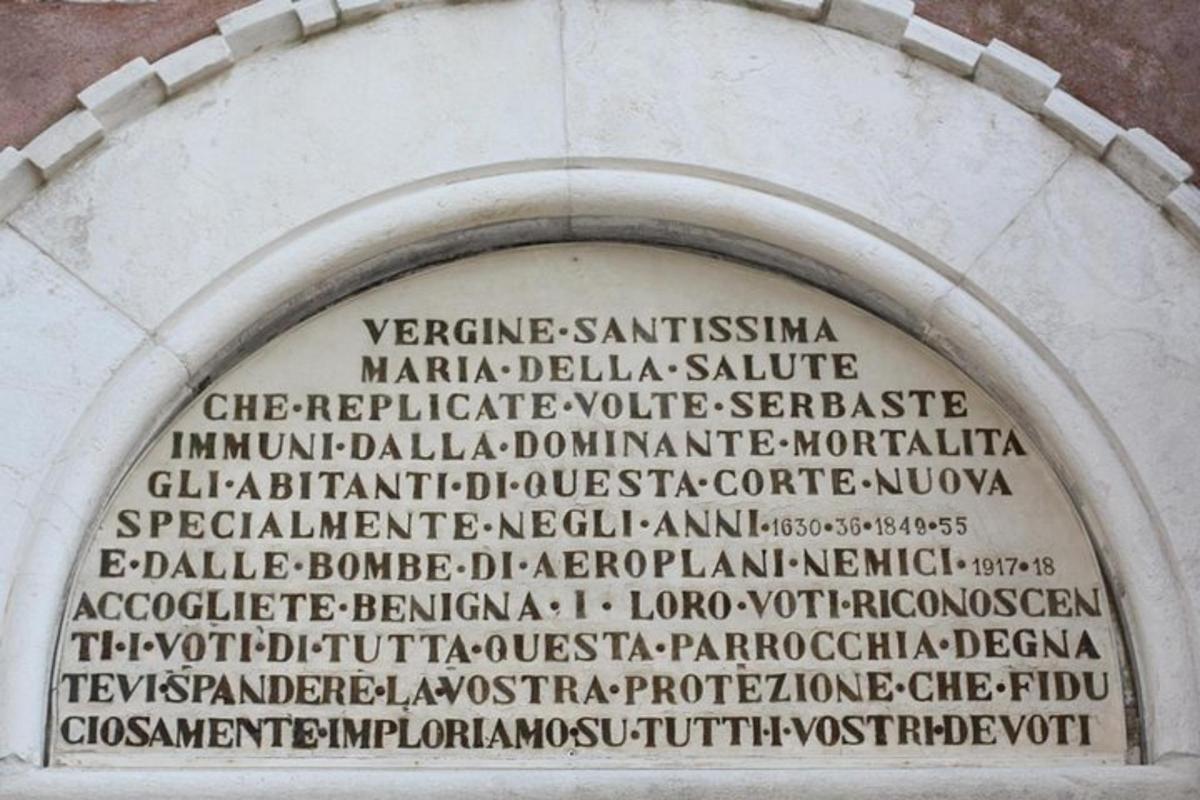 VERGINE·SANTISSIMA
MARIA·DELLA·SALUTE
CHE·REPLICATE·VOLTE·SERBASTE
IMMUNI·DALLA·DOMINANTE·MORTALITA
GLI·ABITANTI·DI·QUESTA·CORTE·NUOVA
SPECIALMENTE·NEGLI·ANNI·1630·36·1849·55
E·DALLE·BOMBE·DI·AEROPLANI·NEMICI·1917·18
ACCOGLIETE·BENIGNA·I·LORO·VOTI·RICONOSCEN
TI·I·VOTI·DI·TUTTA·QUESTA·PARROCCHIA·DEGNA
TEVI·SPANDERE·LA·VOSTRA·PROTEZIONE·CHE·FIDU
CIOSAMENTE·IMPLORIAMO·SU·TUTTI·I·VOSTRI·DEVOTI